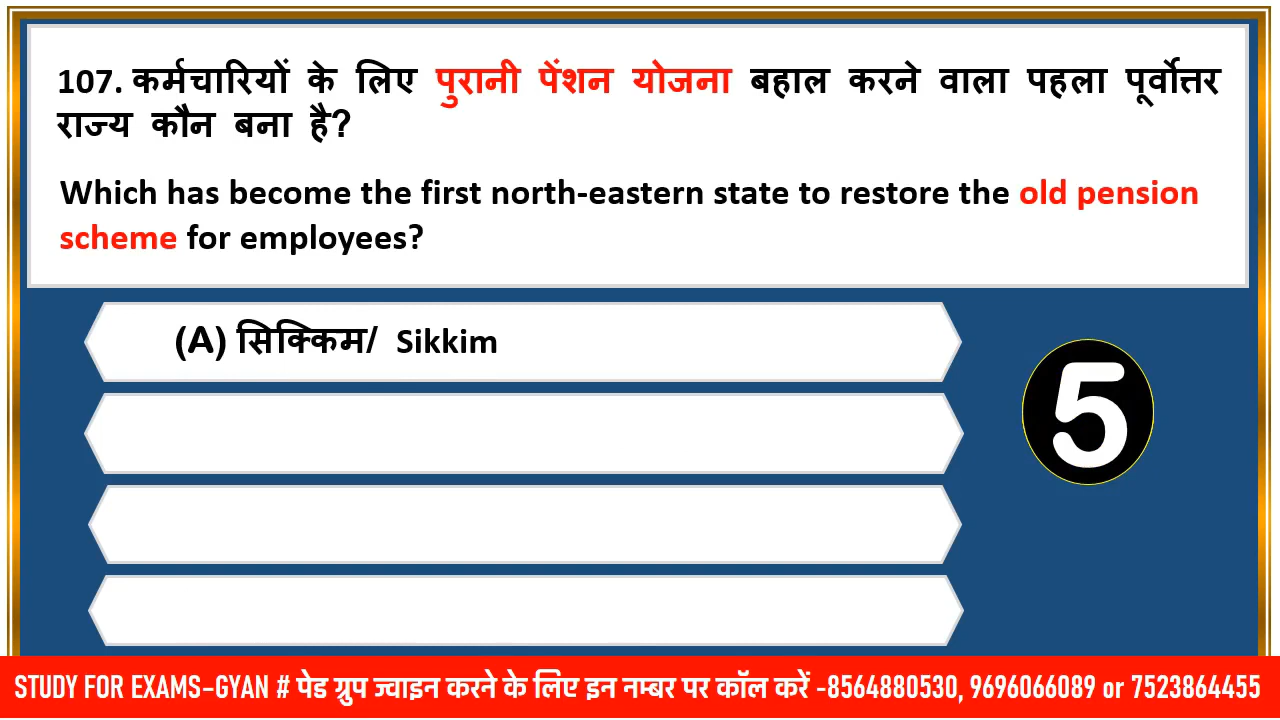 107. कर्मचारियों के लिए पुरानी पेंशन योजना बहाल करने वाला पहला पूर्वोत्तर
राज्य कौन बना है?
Which has become the first north-eastern state to restore the old pension
scheme for employees?
(A) सिक्किम/ Sikkim
5
STUDY FOR EXAMS-GYAN # पेड ग्रुप ज्वाइन करने के लिए इन नम्बर पर कॉल करें -8564880530, 9696066089 or 7523864455